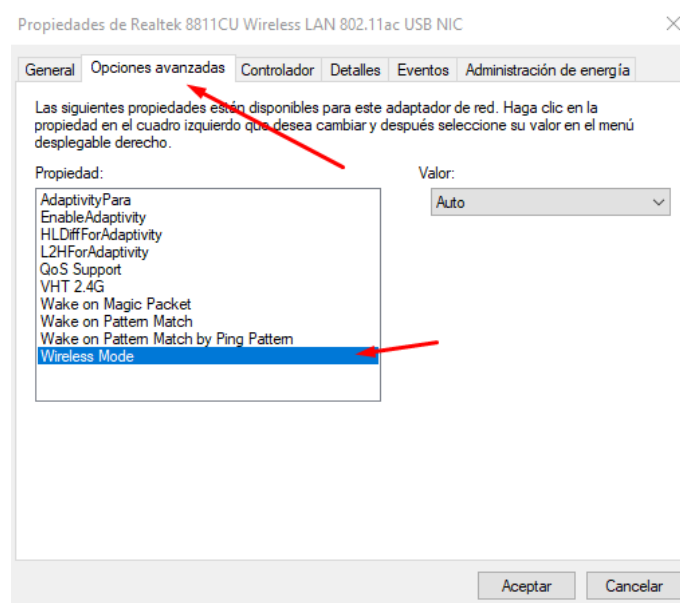 Propiedades de Realtek 8811CU Wireless LAN 802.11ac USB NIC
General Opciones avanzadas Controlador Detalles Eventos Administración de energía
Las siguientes propiedades están disponibles para este adaptador de red. Haga clic en la
propiedad en el cuadro izquierdo que desea cambiar y después seleccione su valor en el menú
desplegable derecho.
Propiedad:
Valor:
AdaptivityPara
Auto
EnableAdaptivity
HLDiffForAdaptivity
L2HForAdaptivity
QoS Support
VHT 2.4G
Wake on Magic Packet
Wake on Pattern Match
Wake on Pattern Match by Ping Pattern
Wireless Mode
Aceptar
Cancelar